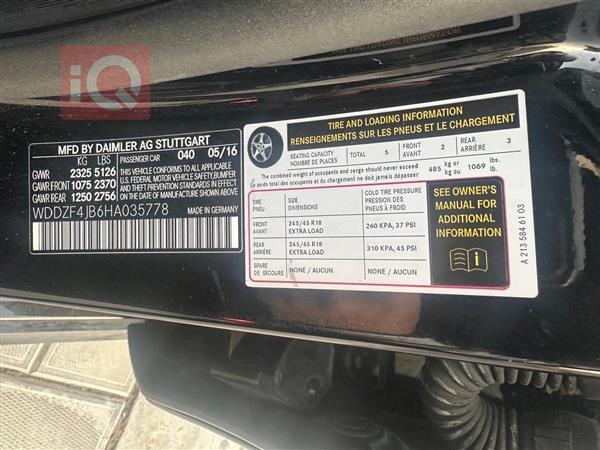 iQ
MFD BY DAIMLER AG STUTTGART
KG LBS PASSENGER CAR 040 05/16
GWR 2325 5126
GAWR FRONT 1075 2370
GAWR REAR 1250 2756
THIS VEHICLE CONFORMS TO ALL APPLICABLE
U.S. FEDERAL MOTOR VEHICLE SAFETY, BUMPER
AND THEFT PREVENTION STANDARDS IN EFFECT
ON THE DATE OF MANUFACTURE SHOWN ABOVE
WDDZF4JB6HA035778
TIRE AND LOADING INFORMATION
RENSEIGNEMENTS SUR LES PNEUS ET LE CHARGEMENT
SEATING CAPACITY
NOMBRE DE PLACES
TOTAL 5
FRONT
AVANT 2
REAR
ARRIÈRE 3
The combined weight of occupants and cargo should never exceed
Le poids total des occupants et du chargement ne doit jamais dépasser
485 kg or kg ou 1069 lbs. lb.
TIRE
PNEU
SIZE
DIMENSIONS
COLD TIRE PRESSURE
PRESSION DES
PNEUS À FROID
FRONT
AVANT
245/45 R18
EXTRA LOAD
260 KPA, 37 PSI
REAR
ARRIÈRE
245/45 R18
EXTRA LOAD
310 KPA, 45 PSI
SPARE
DE SECOURS
NONE / AUCUN
NONE / AUCUN
SEE OWNER'S
MANUAL FOR
ADDITIONAL
INFORMATION
A 213 584 61 03